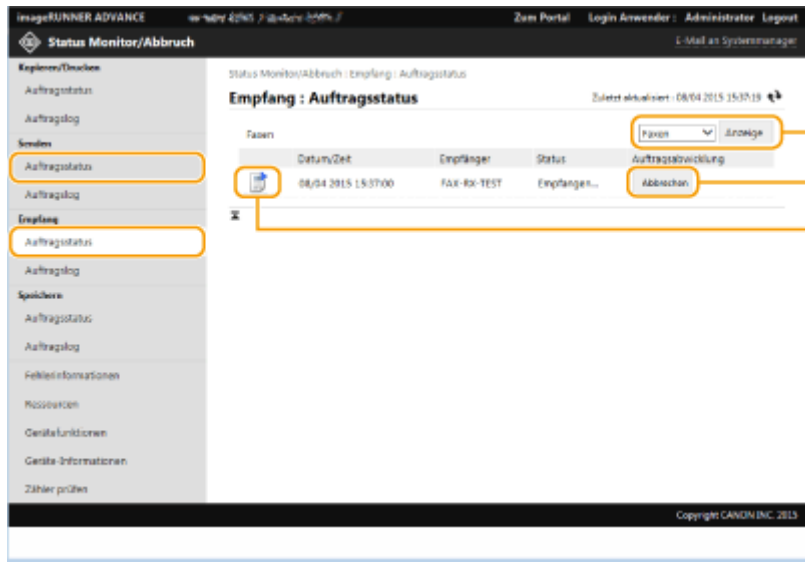 imageRUNNER ADVANCE
Zum Portal Login Anwender : Administrator Logout
Status Monitor/Abbruch
E-Mail an Systemmanager
Kopieren/Drucken
Auftragsstatus
Auftragslog
Senden
Auftragsstatus
Auftragslog
Empfang
Auftragsstatus
Auftragslog
Speichern
Auftragsstatus
Auftragslog
Fehlerinformationen
Ressourcen
Gerätefunktionen
Geräte-Informationen
Zähler prüfen
Status Monitor/Abbruch : Empfang : Auftragsstatus
Empfang : Auftragsstatus
Zuletzt aktualisiert : 08/04 2015 15:37:19
Faxen
Faxen Anzeige
Datum/Zeit Empfänger Status Auftragsabwicklung
08/04 2015 15:37:00 FAX-RX-TEST Empfangen... Abbrechen
Copyright CANON INC. 2015